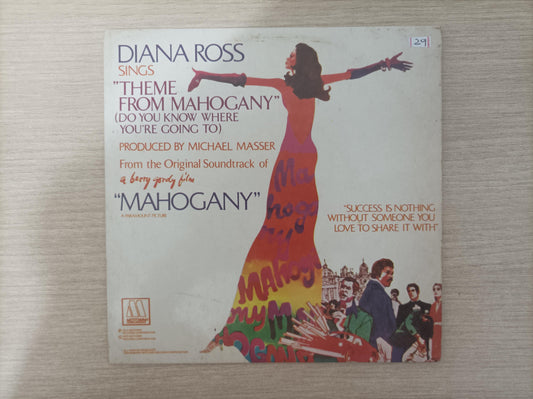 29
DIANA ROSS
SINGS
"THEME
FROM MAHOGANY"
(DO YOU KNOW WHERE
YOU'RE GOING TO)
PRODUCED BY MICHAEL MASSER
From the Original Soundtrack of
a berry gordy film
"MAHOGANY"
A PARAMOUNT PICTURE
"SUCCESS IS NOTHING
WITHOUT SOMEONE YOU
LOVE TO SHARE IT WITH"
M